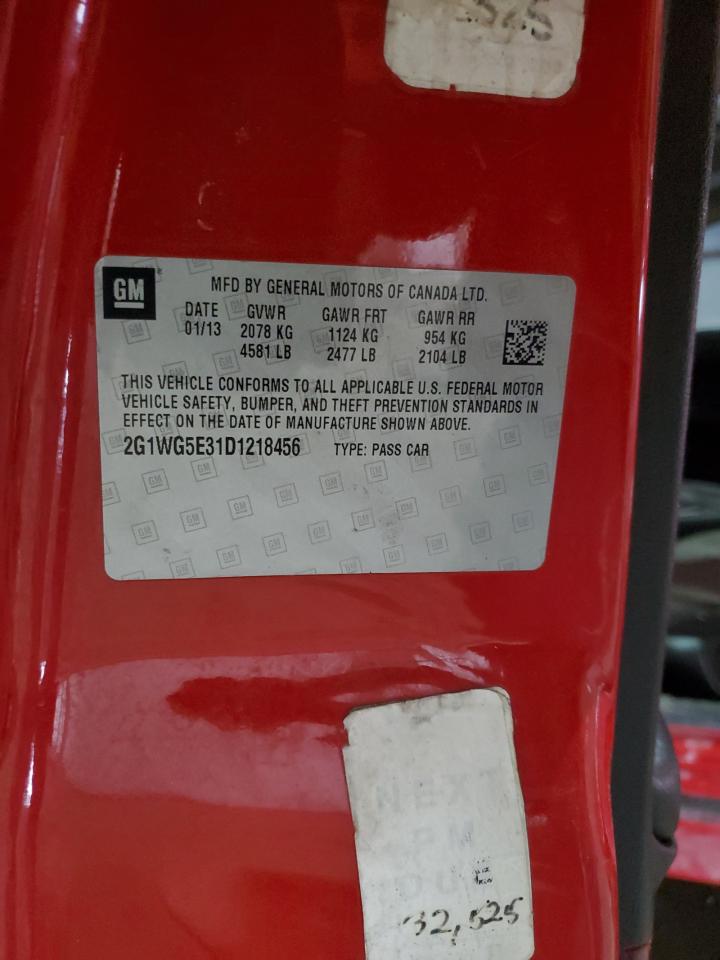 GM
MFD BY GENERAL MOTORS OF CANADA LTD.
DATE GVWR GAWR FRT GAWR RR
01/13 2078 KG 1124 KG 954 KG
4581 LB 2477 LB 2104 LB
THIS VEHICLE CONFORMS TO ALL APPLICABLE U.S. FEDERAL MOTOR
VEHICLE SAFETY, BUMPER, AND THEFT PREVENTION STANDARDS IN
EFFECT ON THE DATE OF MANUFACTURE SHOWN ABOVE.
2G1WG5E31D1218456 TYPE: PASS CAR
NEXT
PM
DUE
32,525